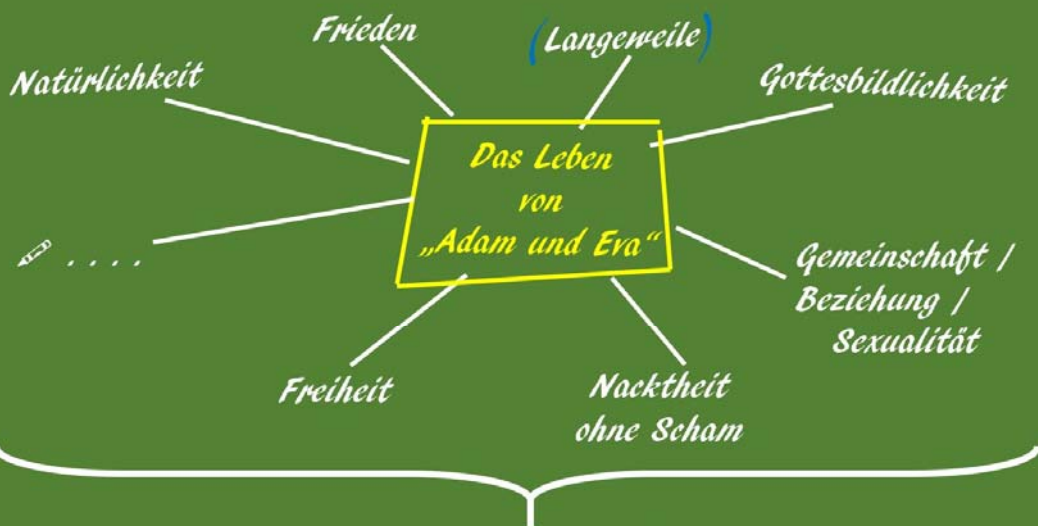 Frieden
(Langeweile)
Natürlichkeit
Gottesbildlichkeit
Das Leben
von
„Adam und Eva“
. . . .
Gemeinschaft /
Beziehung /
Sexualität
Freiheit
Nacktheit
ohne Scham